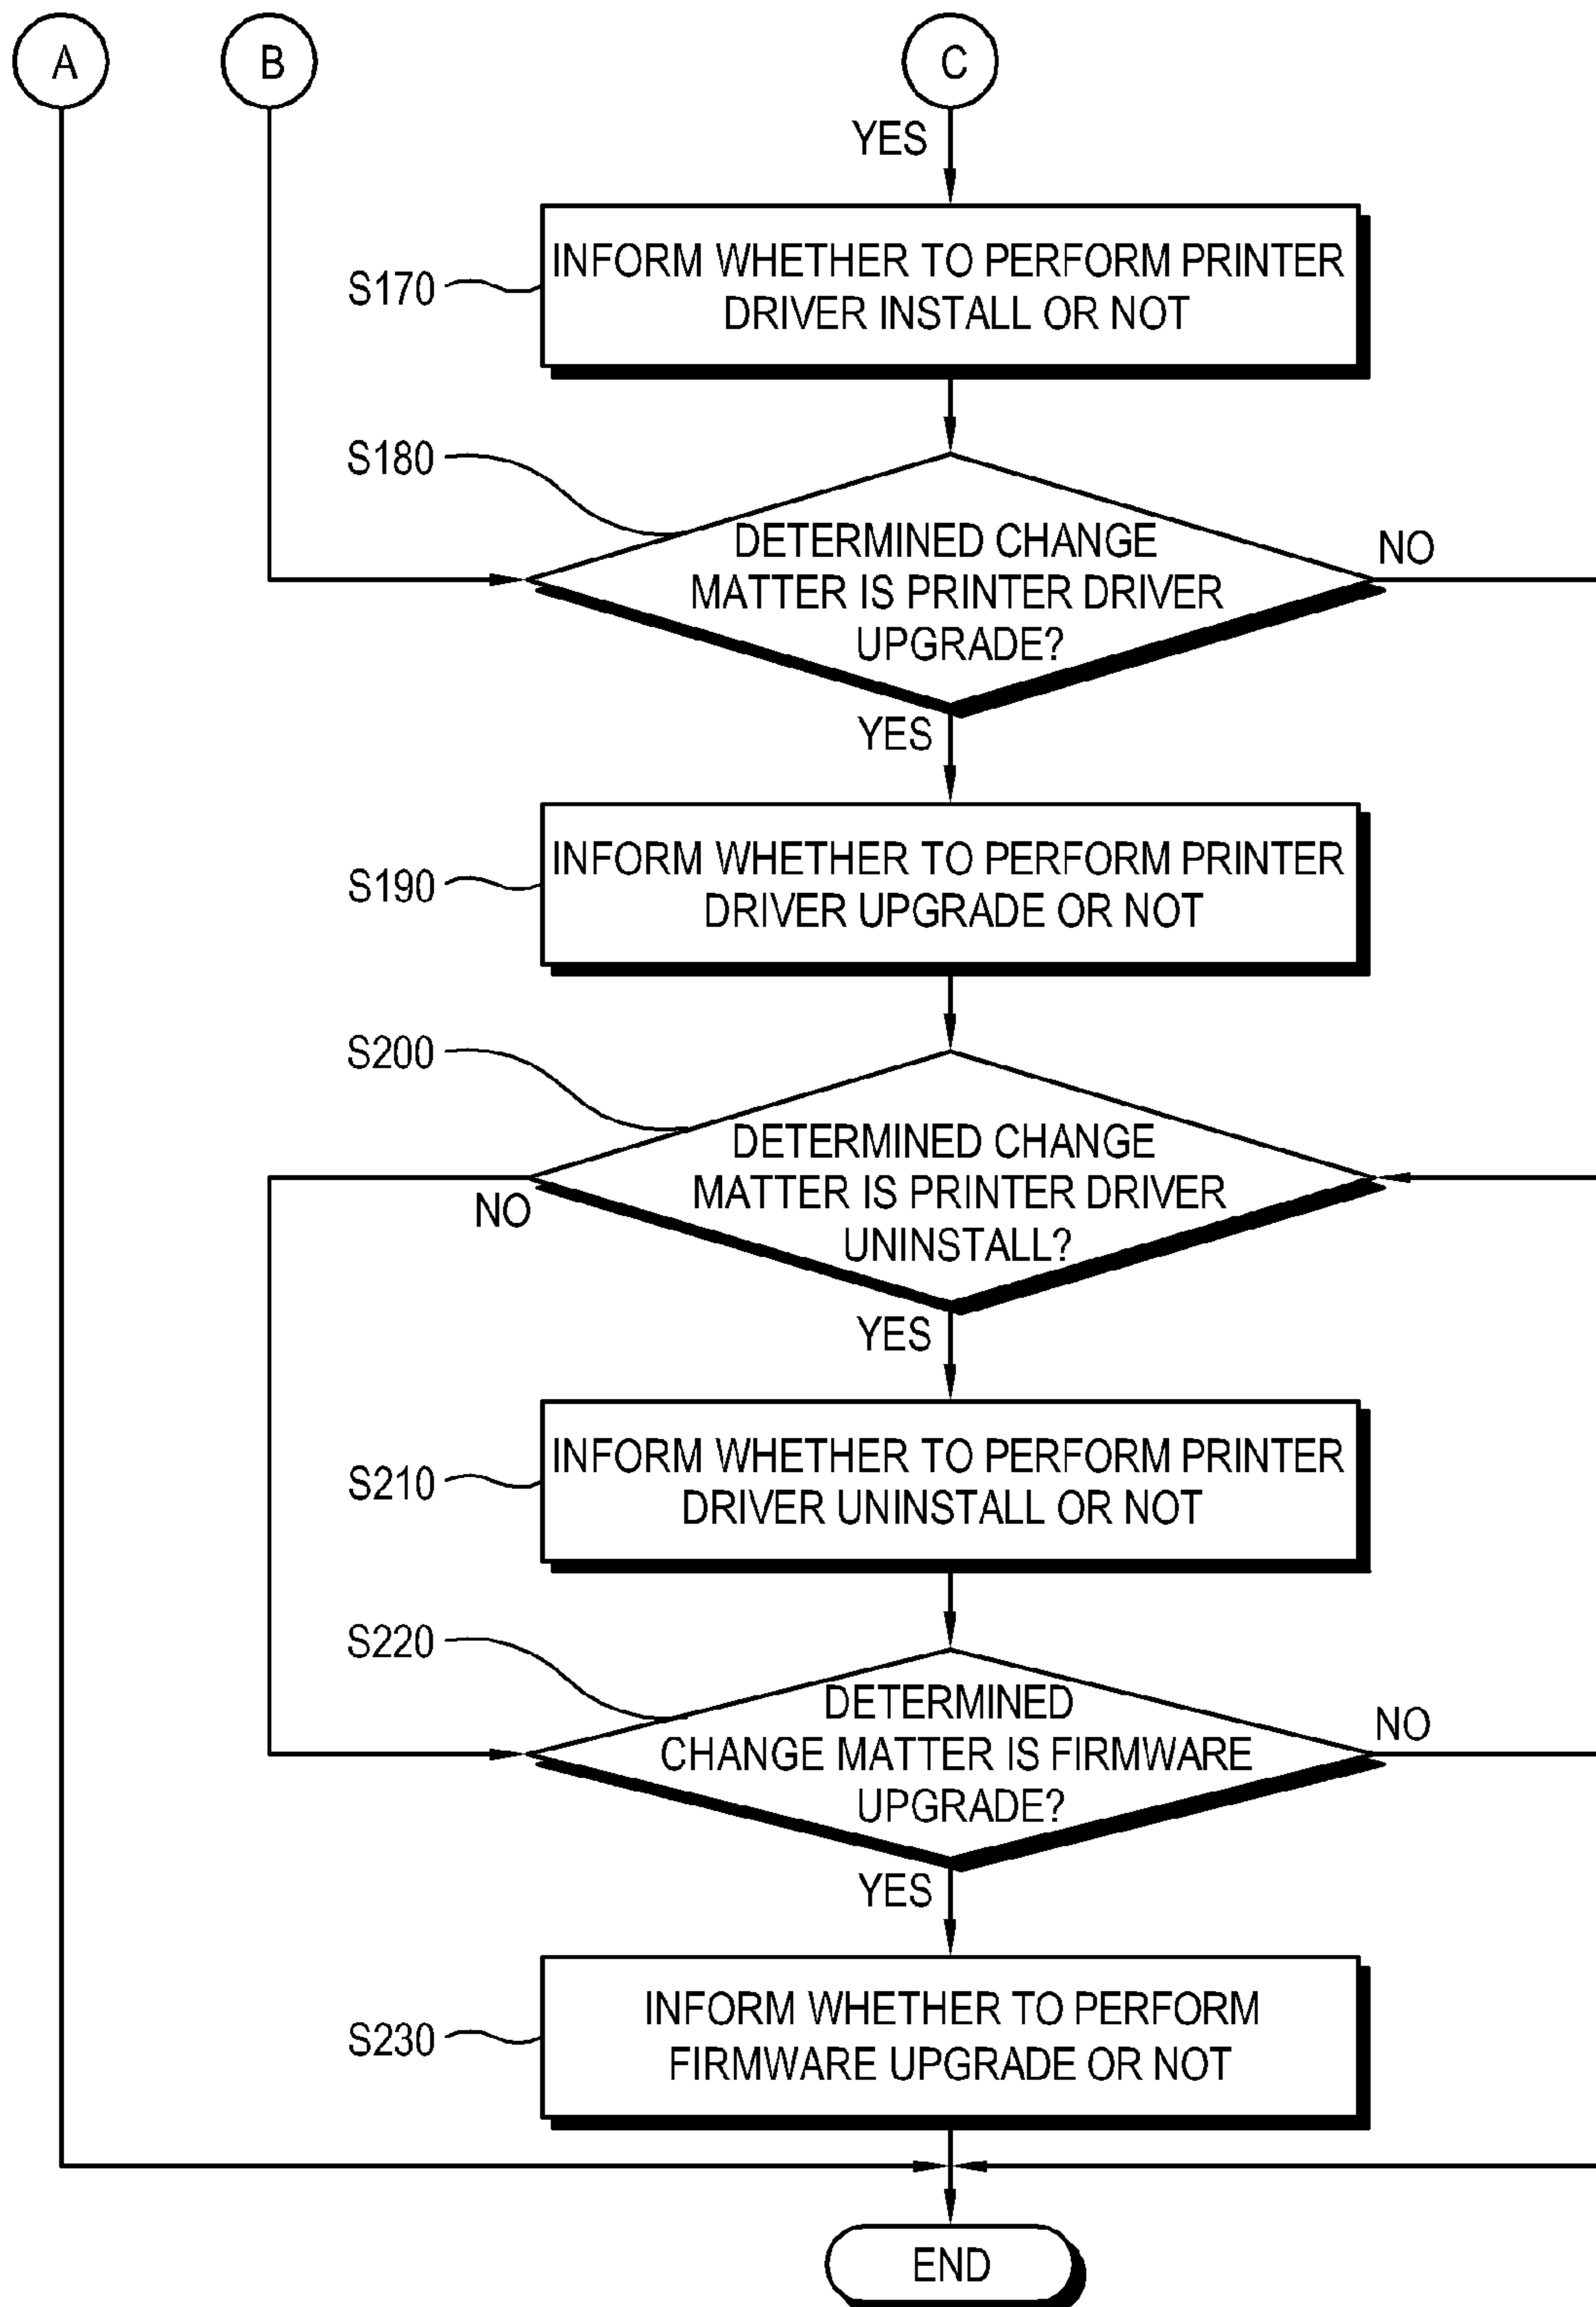 A
B
C
YES
S170
INFORM WHETHER TO PERFORM PRINTER
DRIVER INSTALL OR NOT
S180
DETERMINED CHANGE
MATTER IS PRINTER DRIVER
UPGRADE?
NO
YES
S190
INFORM WHETHER TO PERFORM PRINTER
DRIVER UPGRADE OR NOT
S200
DETERMINED CHANGE
MATTER IS PRINTER DRIVER
UNINSTALL?
NO
YES
S210
INFORM WHETHER TO PERFORM PRINTER
DRIVER UNINSTALL OR NOT
S220
DETERMINED
CHANGE MATTER IS FIRMWARE
UPGRADE?
NO
YES
S230
INFORM WHETHER TO PERFORM
FIRMWARE UPGRADE OR NOT
END